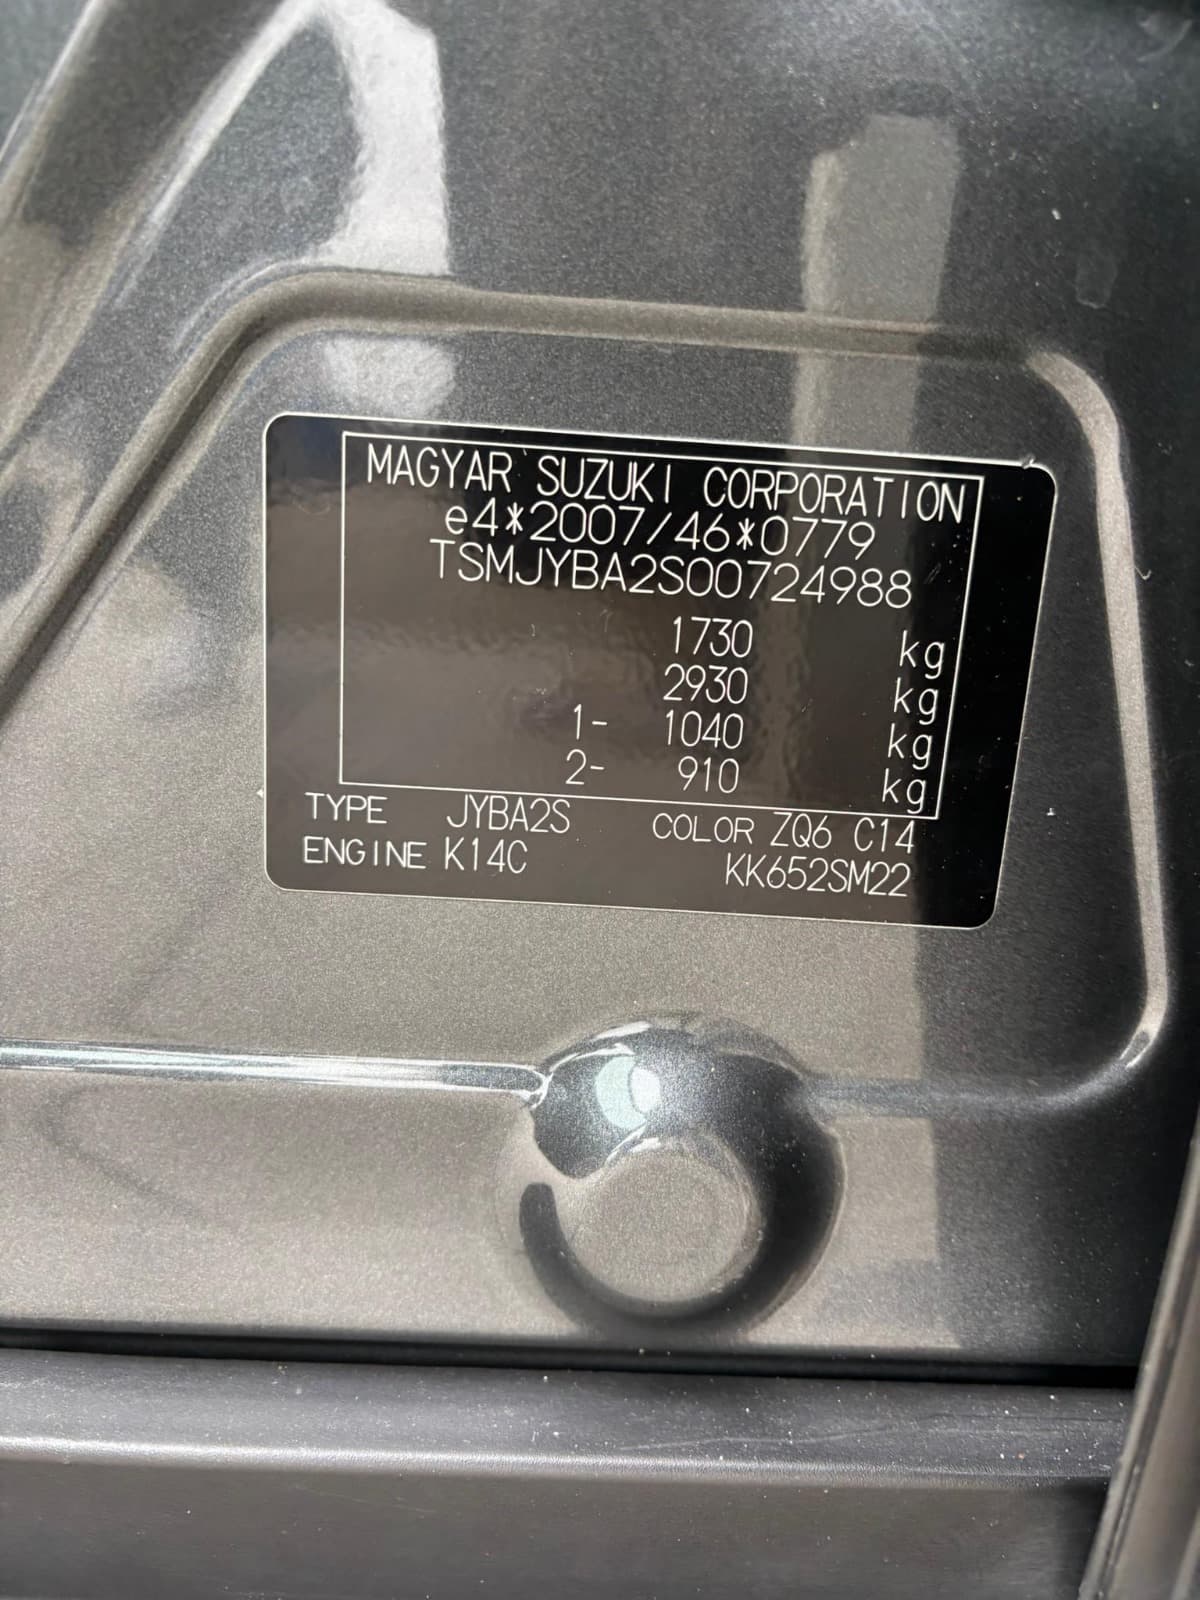 MAGYAR SUZUKI CORPORATION
e4*2007/46*0779
TSMJYBA2S00724988
1730 kg
2930 kg
1- 1040 kg
2- 910 kg
TYPE JYBA2S COLOR ZQ6 C14
ENGINE K14C KK652SM22